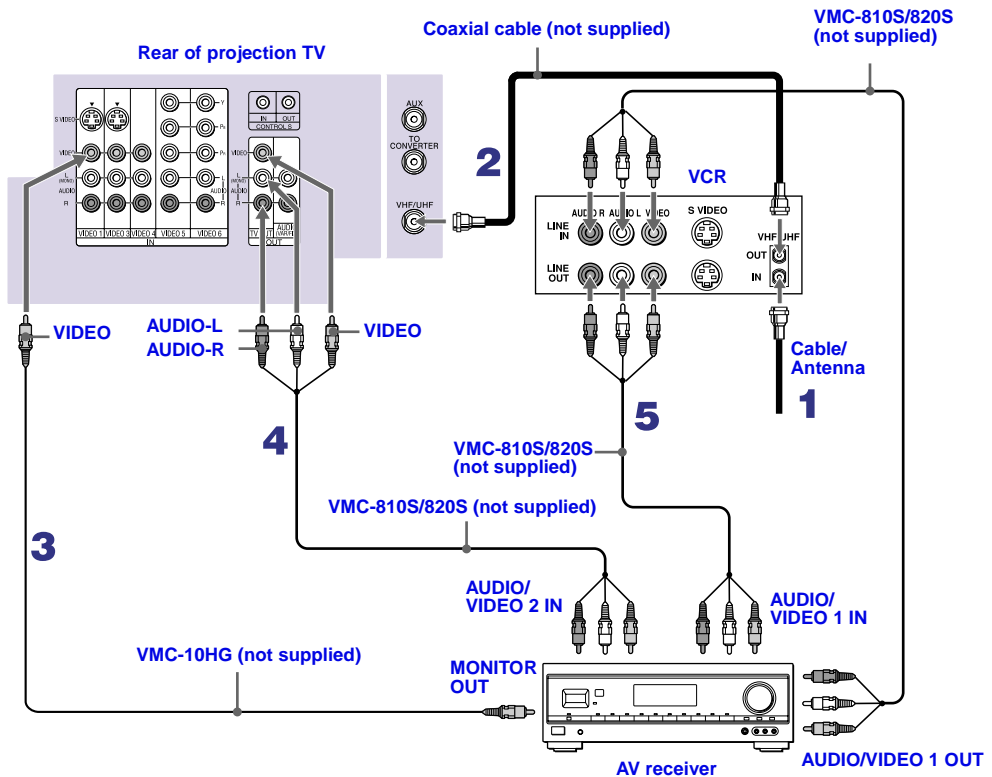 Coaxial cable (not supplied)
VMC-810S/820S
(not supplied)
Rear of projection TV
S VIDEO
VIDEO
L
(MONO)
AUDIO
R
Y
PB
PR
L
AUDIO
R
VIDEO 1
VIDEO 3
VIDEO 4
VIDEO 5
VIDEO 6
IN
IN
OUT
CONTROL S
VIDEO
L
(MONO)
AUDIO
R
OUT
AUX
TO
CONVERTER
VHF/UHF
2
VCR
AUDIO R
AUDIO L
VIDEO
S VIDEO
LINE
IN
LINE
OUT
VHF/UHF
OUT
IN
VIDEO
AUDIO-L
AUDIO-R
VIDEO
Cable/
Antenna
1
4
5
VMC-810S/820S
(not supplied)
VMC-810S/820S (not supplied)
3
AUDIO/
VIDEO 2 IN
AUDIO/
VIDEO 1 IN
VMC-10HG (not supplied)
MONITOR
OUT
AV receiver
AUDIO/VIDEO 1 OUT